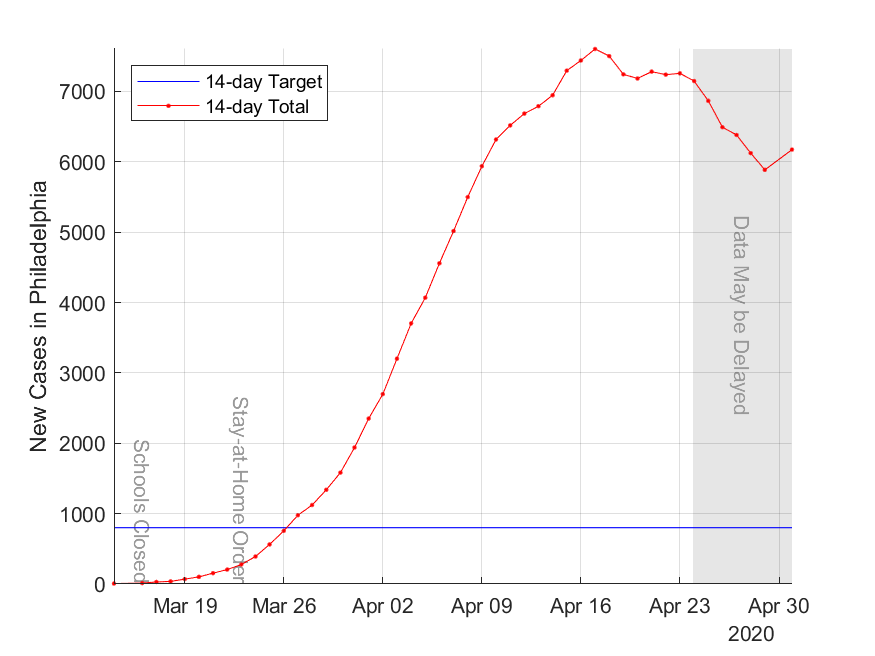 14-day Target
14-day Total
New Cases in Philadelphia
7000
6000
5000
4000
3000
2000
1000
0
Schools Closed
Stay-at-Home Order
Data May be Delayed
Mar 19
Mar 26
Apr 02
Apr 09
Apr 16
Apr 23
Apr 30
2020